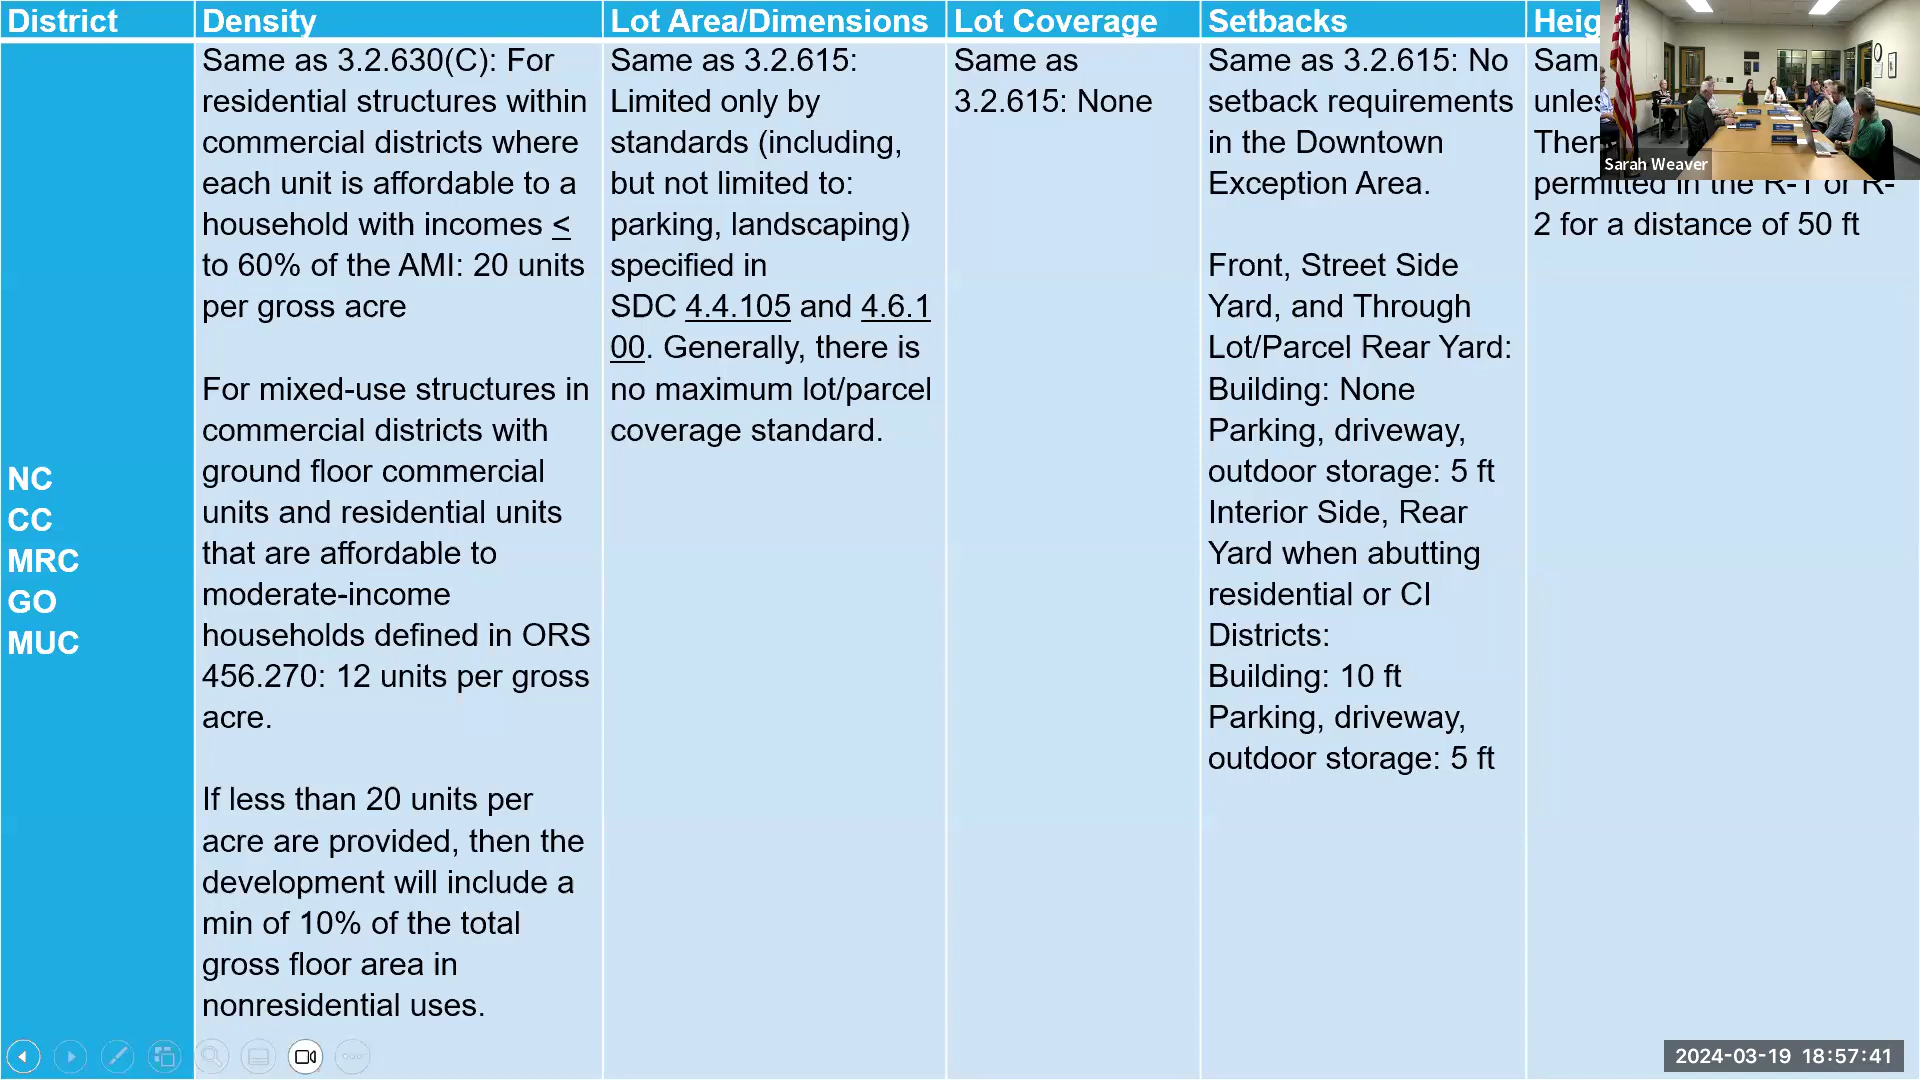 District
Density
Lot Area/Dimensions
Lot Coverage
Setbacks
Heig
NC
CC
MRC
GO
MUC
Same as 3.2.630(C): For
residential structures within
commercial districts where
each unit is affordable to a
household with incomes <
to 60% of the AMI: 20 units
per gross acre
For mixed-use structures in
commercial districts with
ground floor commercial
units and residential units
that are affordable to
moderate-income
households defined in ORS
456.270: 12 units per gross
acre.
If less than 20 units per
acre are provided, then the
development will include a
min of 10% of the total
gross floor area in
nonresidential uses.
Same as 3.2.615:
Limited only by
standards (including,
but not limited to:
parking, landscaping)
specified in
SDC 4.4.105 and 4.6.1
00. Generally, there is
no maximum lot/parcel
coverage standard.
Same as
3.2.615: None
Same as 3.2.615: No
setback requirements
in the Downtown
Exception Area.
Front, Street Side
Yard, and Through
Lot/Parcel Rear Yard:
Building: None
Parking, driveway,
outdoor storage: 5 ft
Interior Side, Rear
Yard when abutting
residential or CI
Districts:
Building: 10 ft
Parking, driveway,
outdoor storage: 5 ft
Sam
unles
Ther
permitted in the R-1 or R-
2 for a distance of 50 ft
Sarah Weaver
2024-03-19 18:57:41